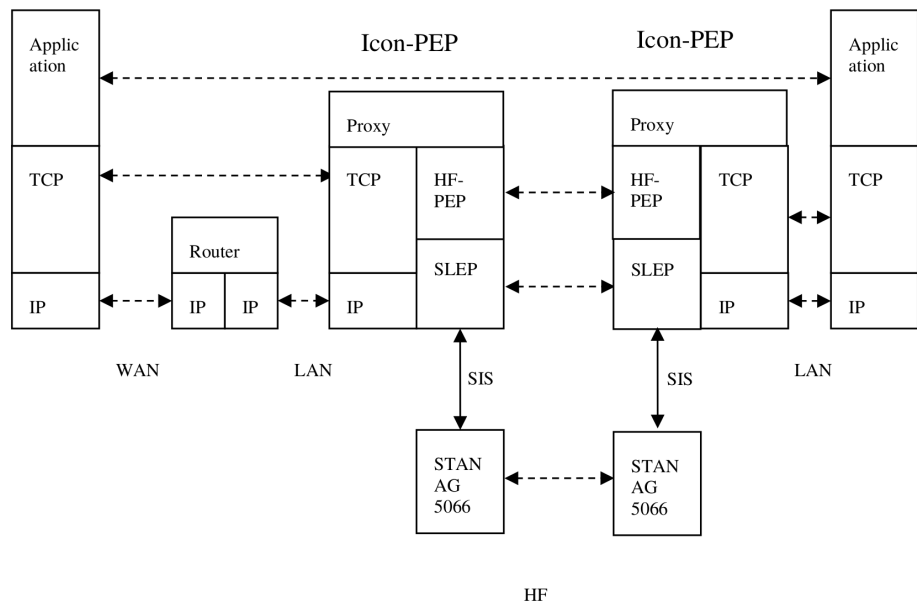 Applic
ation
Icon-PEP
Icon-PEP
Applic
ation
Proxy
Proxy
TCP
TCP
HF-
PEP
HF-
PEP
TCP
TCP
Router
SLEP
SLEP
IP
IP
IP
IP
IP
IP
WAN
LAN
SIS
SIS
LAN
STAN
AG
5066
STAN
AG
5066
HF